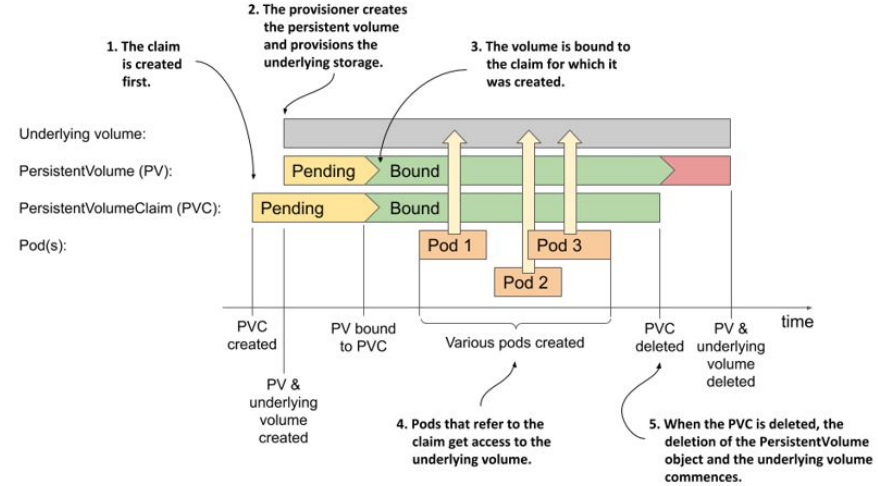 2. The provisioner creates
the persistent volume
and provisions the
underlying storage.
1. The claim
is created
first.
3. The volume is bound to
the claim for which it
was created.
Underlying volume:
PersistentVolume (PV):
Pending
Bound
PersistentVolumeClaim (PVC):
Pending
Bound
Pod(s):
Pod 1
Pod 3
Pod 2
time
PVC
created
PV bound
to PVC
Various pods created
PVC
deleted
PV &
underlying
volume
deleted
PV &
underlying
volume
created
4. Pods that refer to the
claim get access to the
underlying volume.
5. When the PVC is deleted, the
deletion of the PersistentVolume
object and the underlying volume
commences.